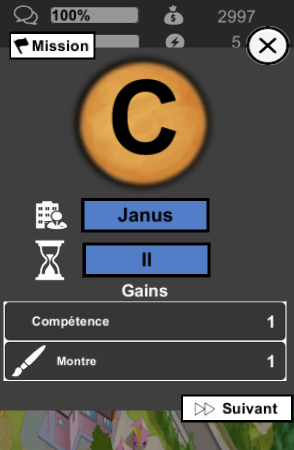 100%
2997
Mission
5
C
Janus
II
Gains
Compétence 1
Montre 1
Suivant